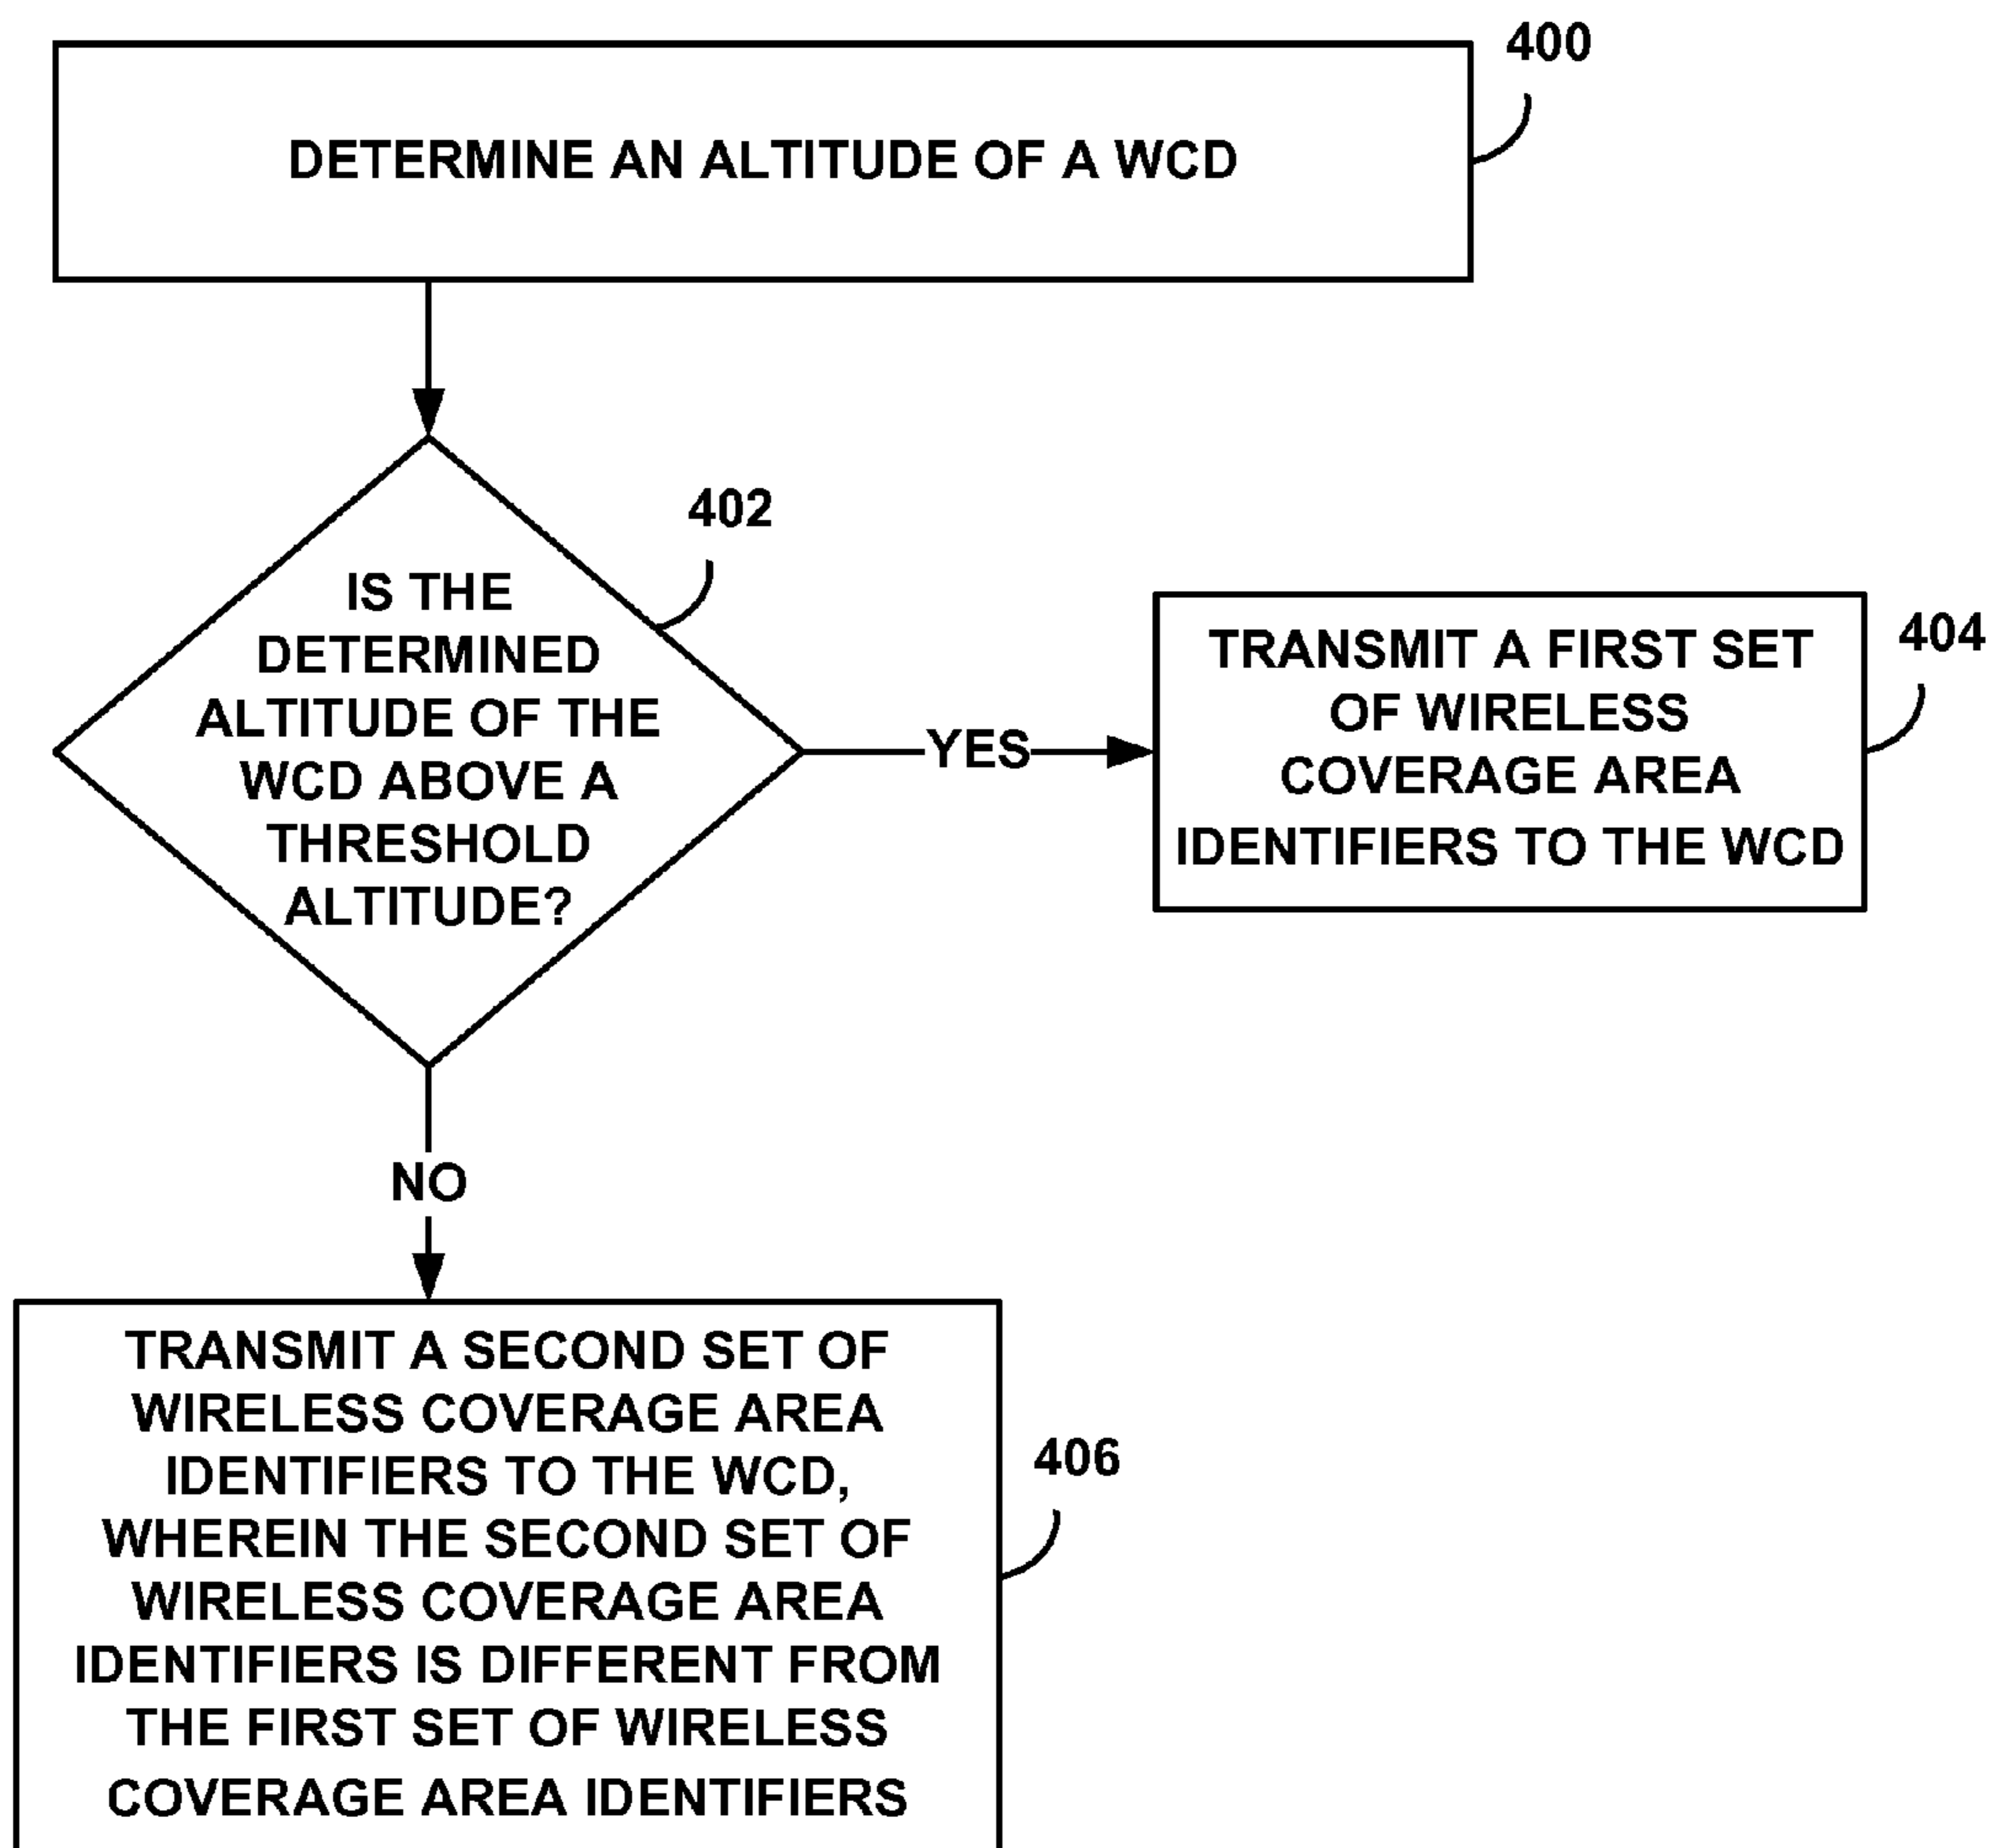 400
DETERMINE AN ALTITUDE OF A WCD
402
IS THE
DETERMINED
ALTITUDE OF THE
WCD ABOVE A
THRESHOLD
ALTITUDE?
YES
404
TRANSMIT A FIRST SET
OF WIRELESS
COVERAGE AREA
IDENTIFIERS TO THE WCD
NO
TRANSMIT A SECOND SET OF
WIRELESS COVERAGE AREA
IDENTIFIERS TO THE WCD,
WHEREIN THE SECOND SET OF
WIRELESS COVERAGE AREA
IDENTIFIERS IS DIFFERENT FROM
THE FIRST SET OF WIRELESS
COVERAGE AREA IDENTIFIERS
406